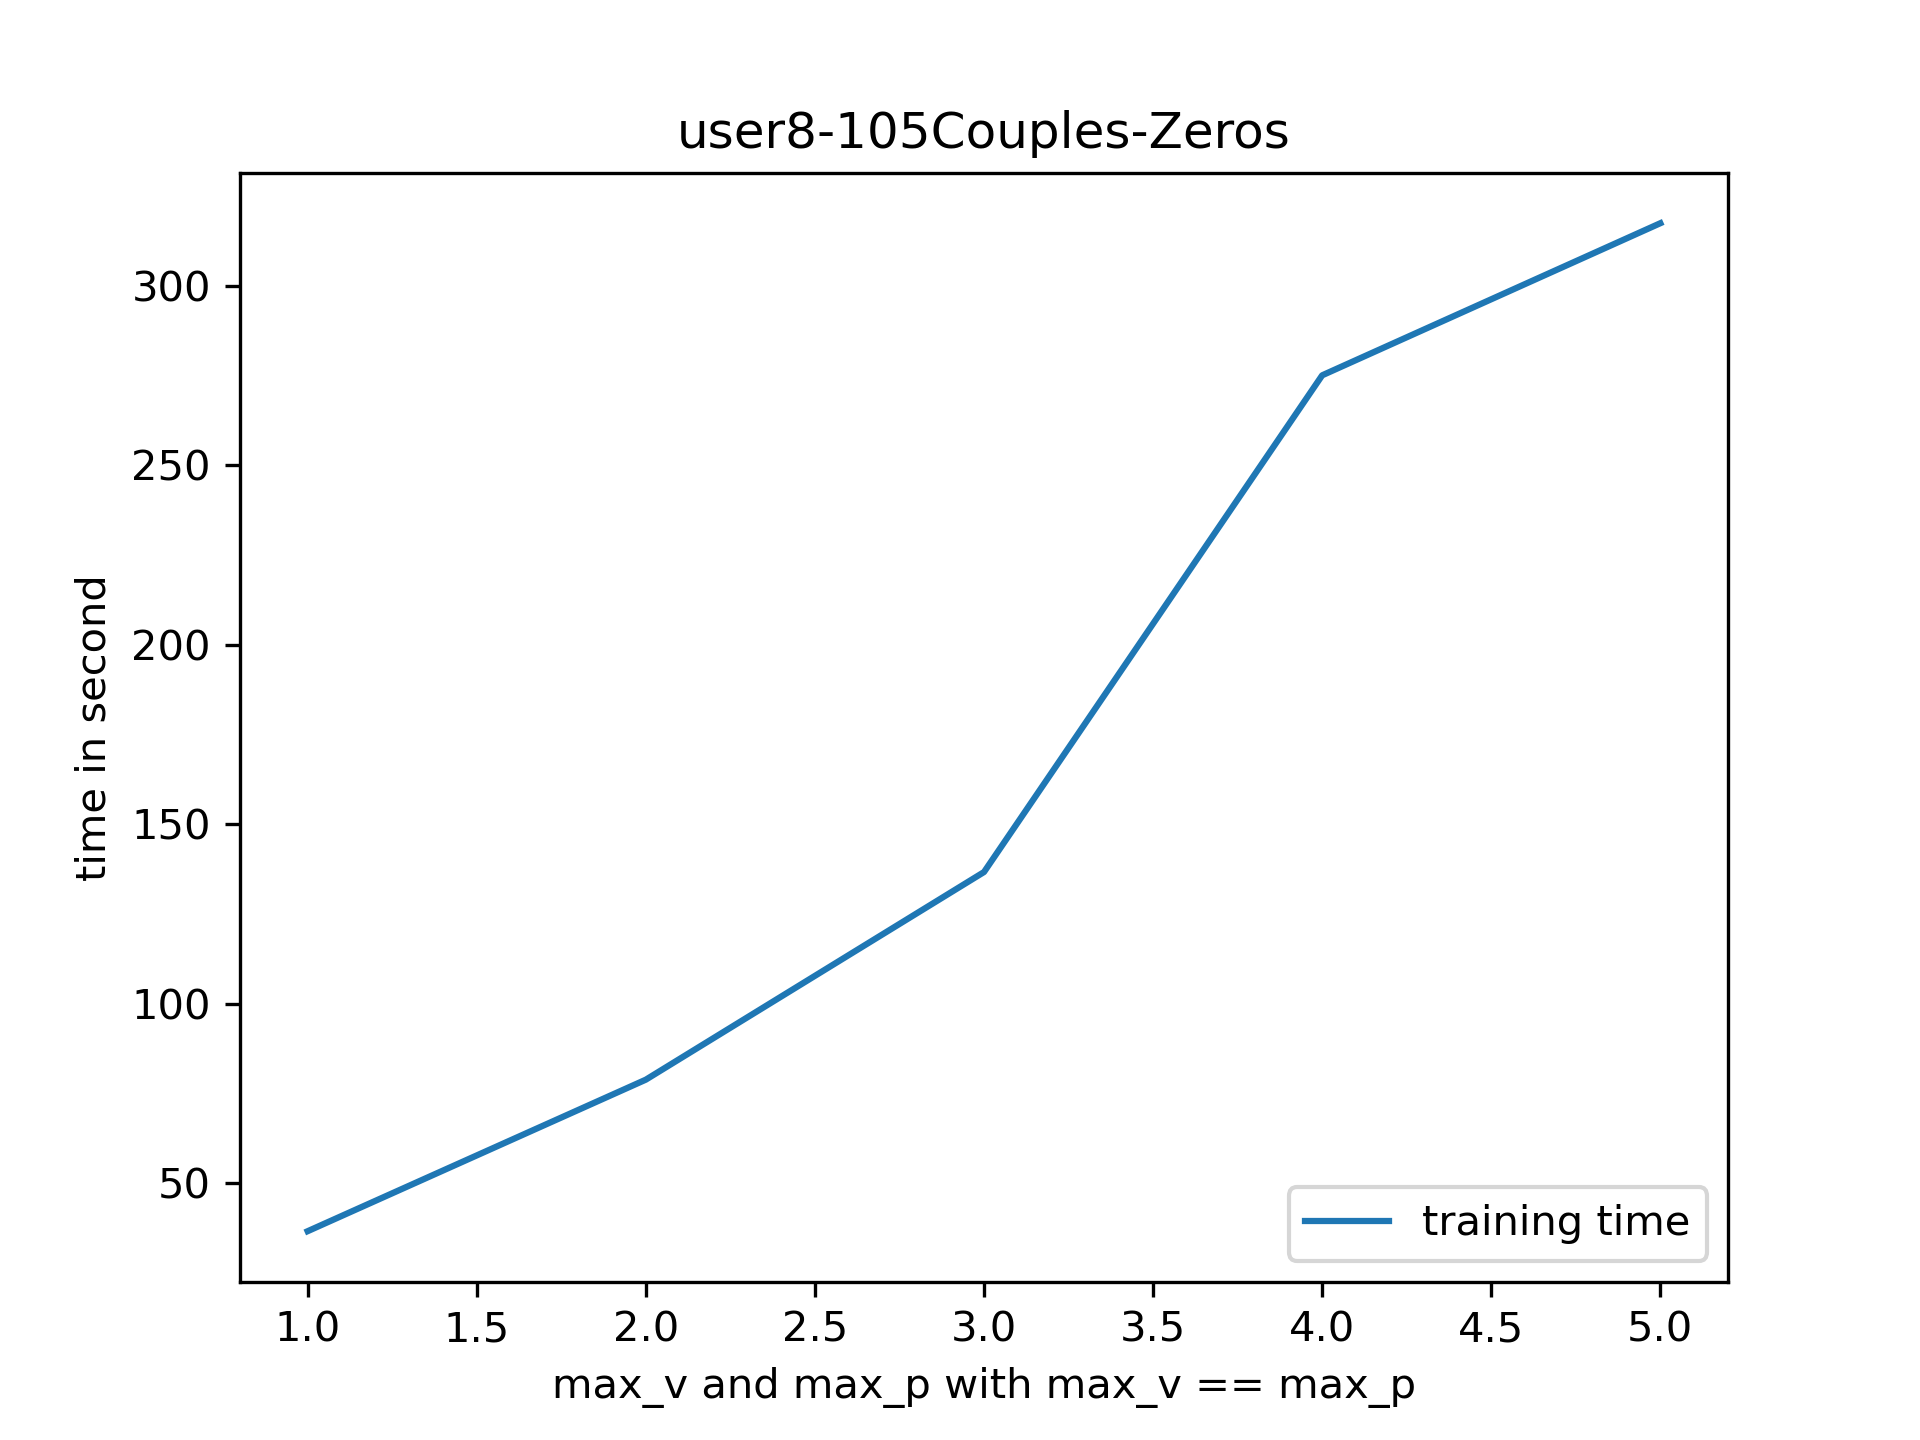 user8-105Couples-Zeros
300
250
200
150
100
50
time in second
training time
1.0 1.5 2.0 2.5 3.0 3.5 4.0 4.5 5.0
max_v and max_p with max_v == max_p